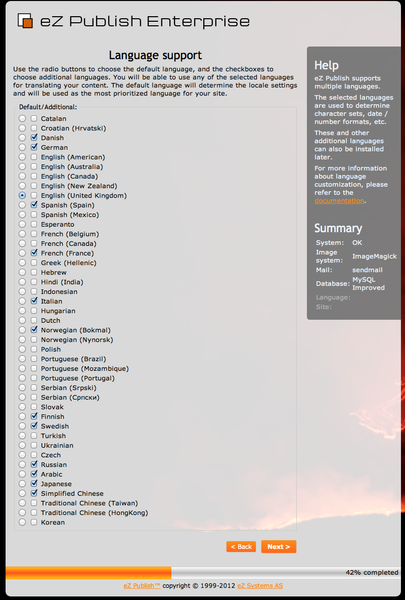 eZ Publish Enterprise
Language support
Use the radio buttons to choose the default language, and the checkboxes to
choose additional languages. You will be able to use any of the selected languages
for translating your content. The default language will determine the locale settings
and will be used as the most prioritized language for your site.
Default/Additional:
Catalan
Croatian (Hrvatski)
Danish
German
English (American)
English (Australia)
English (Canada)
English (New Zealand)
English (United Kingdom)
Spanish (Spain)
Spanish (Mexico)
Esperanto
French (Belgium)
French (Canada)
French (France)
Greek (Hellenic)
Hebrew
Hindi (India)
Indonesian
Italian
Hungarian
Dutch
Norwegian (Bokmal)
Norwegian (Nynorsk)
Polish
Portuguese (Brazil)
Portuguese (Mozambique)
Portuguese (Portugal)
Serbian (Srpski)
Serbian (Српски)
Slovak
Finnish
Swedish
Turkish
Ukrainian
Czech
Russian
Arabic
Japanese
Simplified Chinese
Traditional Chinese (Taiwan)
Traditional Chinese (HongKong)
Korean
< Back
Next >
Help
eZ Publish supports
multiple languages.
The selected languages
are used to determine
character sets, date /
number formats, etc.
These and other
additional languages
can also be installed
later.
For more information
about language
customization, please
refer to the
documentation.
Summary
System: OK
Image
system: ImageMagick
Mail: sendmail
Database: MySQL
Improved
Language:
Site:
42% completed
eZ Publish™ copyright © 1999-2012 eZ Systems AS